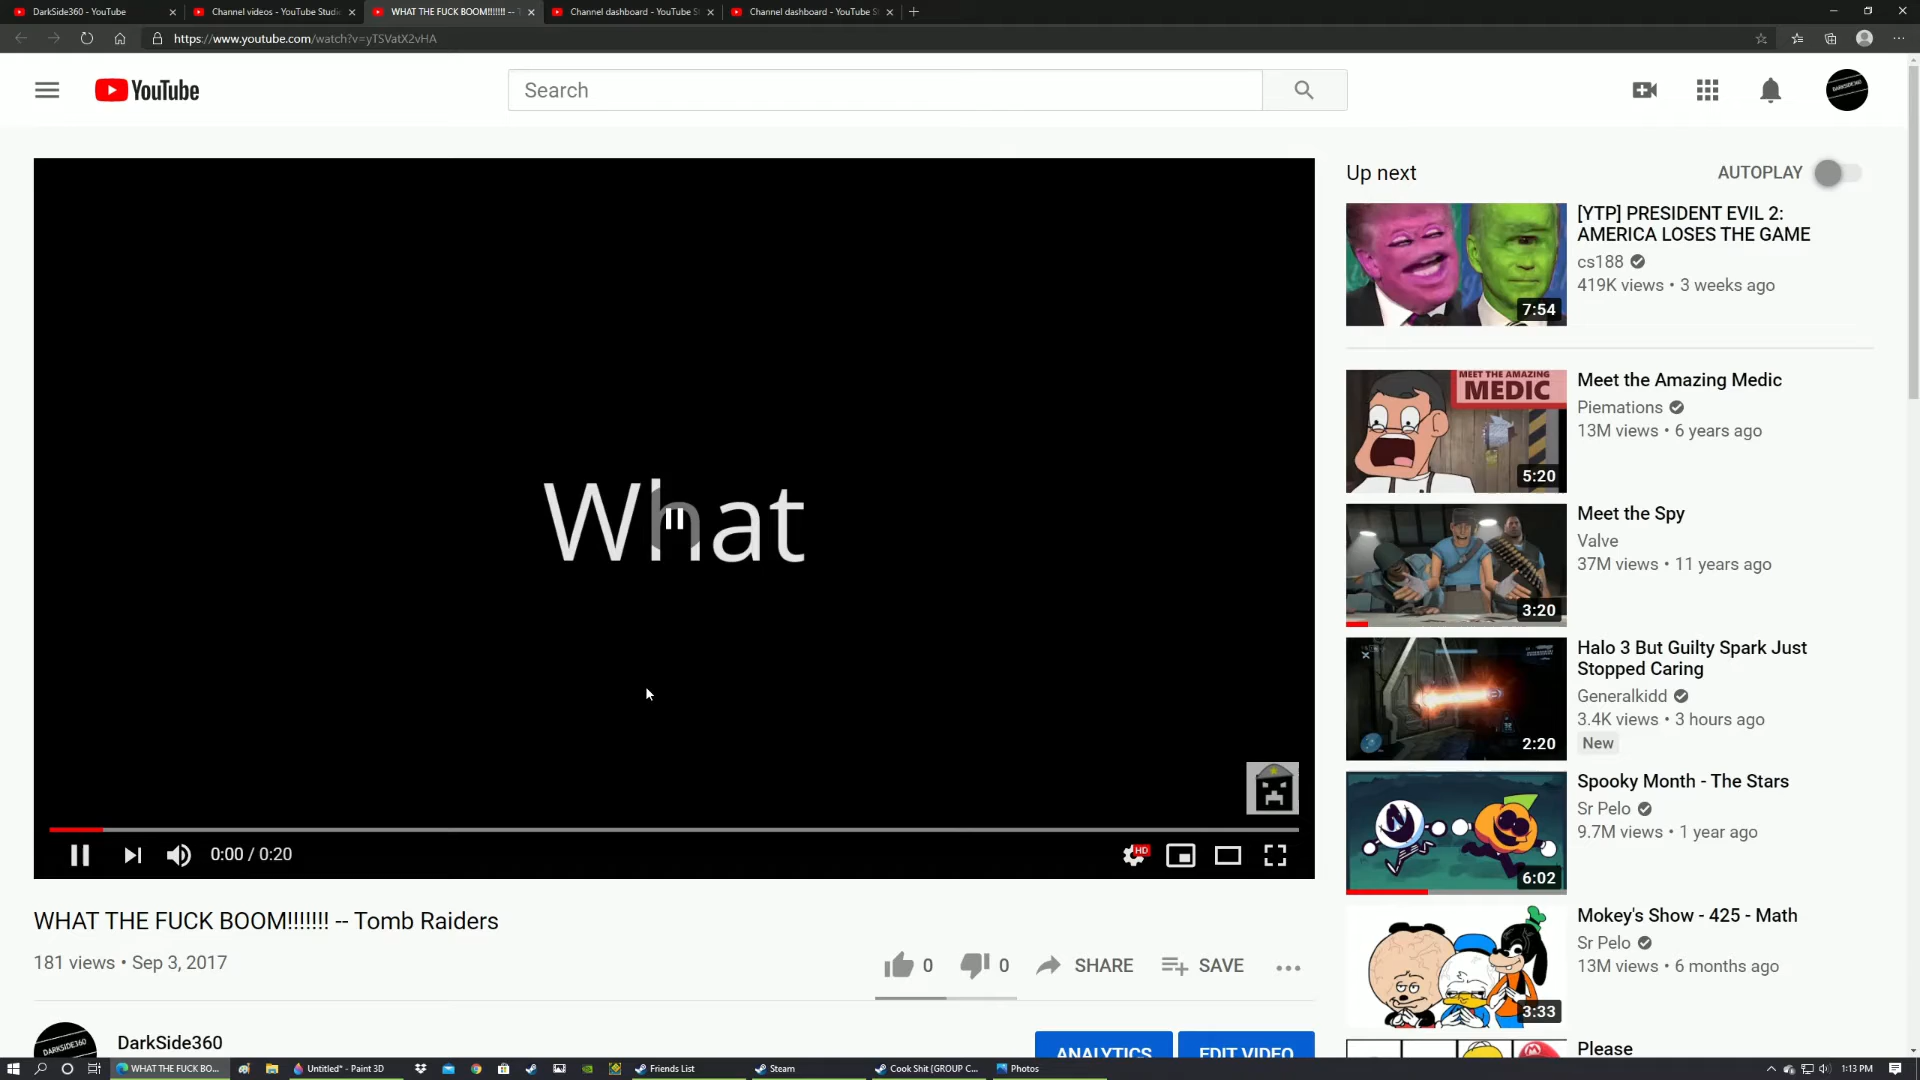 DarkSide360 - YouTube
Channel videos - YouTube Studi
WHAT THE FUCK BOOM!!!!!!! -- T
Channel dashboard - YouTube S
Channel dashboard - YouTube S
https://www.youtube.com/watch?v=yTSVatX2vHA
YouTube
Search
DARKSIDE360
What
0:00 / 0:20
HD
WHAT THE FUCK BOOM!!!!!!! -- Tomb Raiders
181 views • Sep 3, 2017
0
0
SHARE
SAVE
DARKSIDE360
DarkSide360
ANALYTICS
EDIT VIDEO
Up next
AUTOPLAY
7:54
[YTP] PRESIDENT EVIL 2:
AMERICA LOSES THE GAME
cs188
419K views • 3 weeks ago
MEET THE AMAZING
MEDIC
5:20
Meet the Amazing Medic
Piemations
13M views • 6 years ago
3:20
Meet the Spy
Valve
37M views • 11 years ago
2:20
Halo 3 But Guilty Spark Just
Stopped Caring
Generalkidd
3.4K views • 3 hours ago
New
6:02
Spooky Month - The Stars
Sr Pelo
9.7M views • 1 year ago
3:33
Mokey's Show - 425 - Math
Sr Pelo
13M views • 6 months ago
Please
WHAT THE FUCK BO...
Untitled* - Paint 3D
Friends List
Steam
Cook Shit [GROUP C...
Photos
1:13 PM